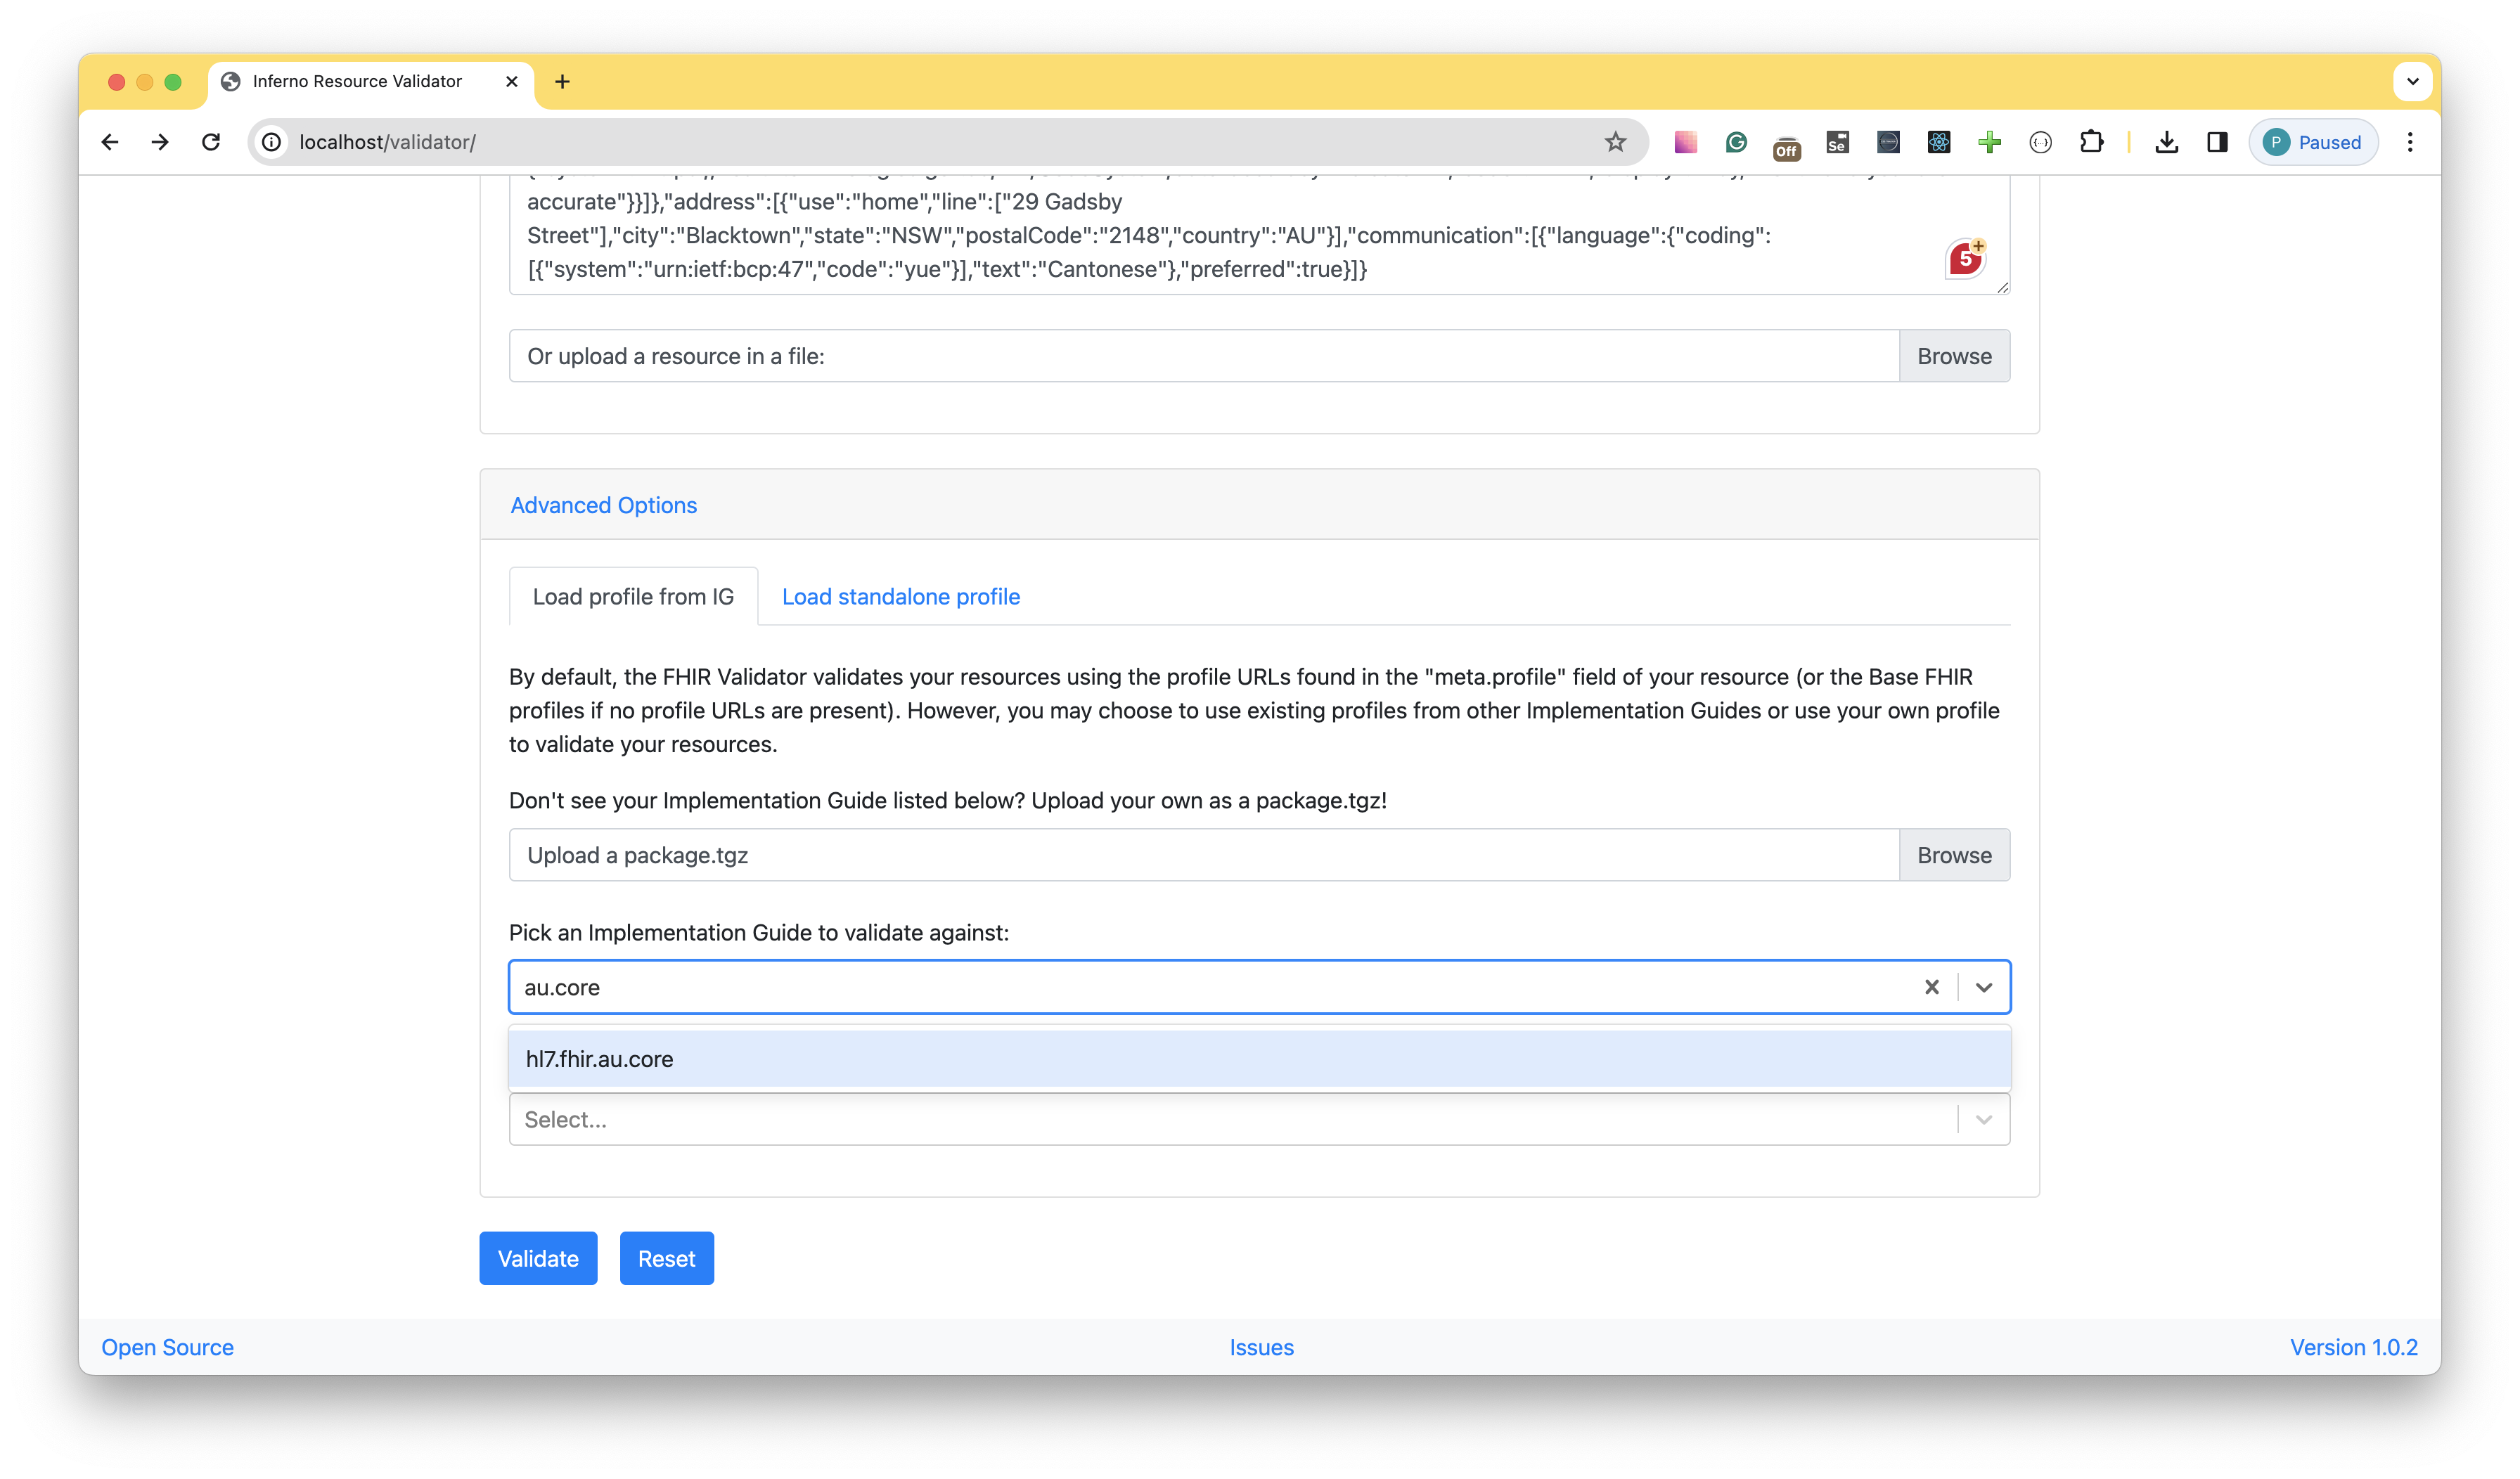 Inferno Resource Validator
localhost/validator/
Off
Se
P Paused
accurate"}}]},"address":[{"use":"home","line":["29 Gadsby
Street"],"city":"Blacktown","state":"NSW","postalCode":"2148","country":"AU"}],"communication":[{"language":{"coding":
[{"system":"urn:ietf:bcp:47","code":"yue"}],"text":"Cantonese"},"preferred":true}]}
5
Or upload a resource in a file:
Browse
Advanced Options
Load profile from IG
Load standalone profile
By default, the FHIR Validator validates your resources using the profile URLs found in the "meta.profile" field of your resource (or the Base FHIR
profiles if no profile URLs are present). However, you may choose to use existing profiles from other Implementation Guides or use your own profile
to validate your resources.
Don't see your Implementation Guide listed below? Upload your own as a package.tgz!
Upload a package.tgz
Browse
Pick an Implementation Guide to validate against:
au.core
hl7.fhir.au.core
Select...
Validate
Reset
Open Source
Issues
Version 1.0.2